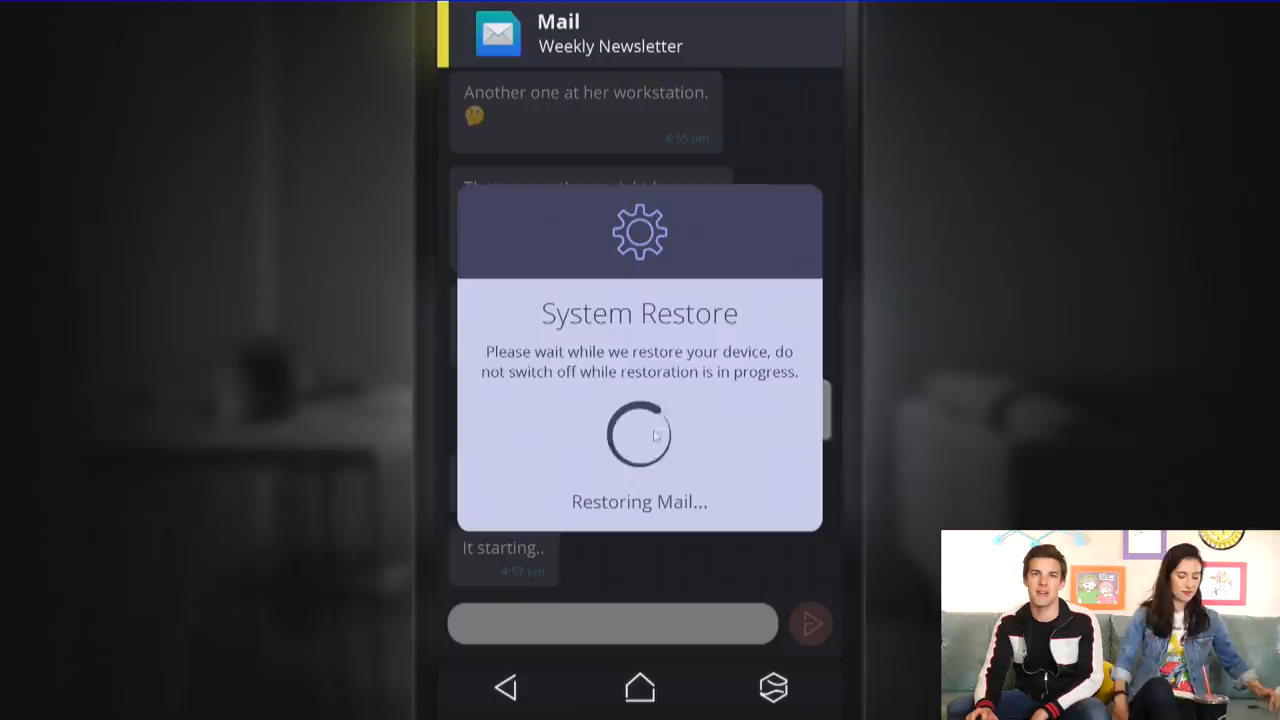 Mail
Weekly Newsletter
Another one at her workstation.
4:55 pm
System Restore
Please wait while we restore your device, do
not switch off while restoration is in progress.
Restoring Mail...
It starting..
4:57 pm